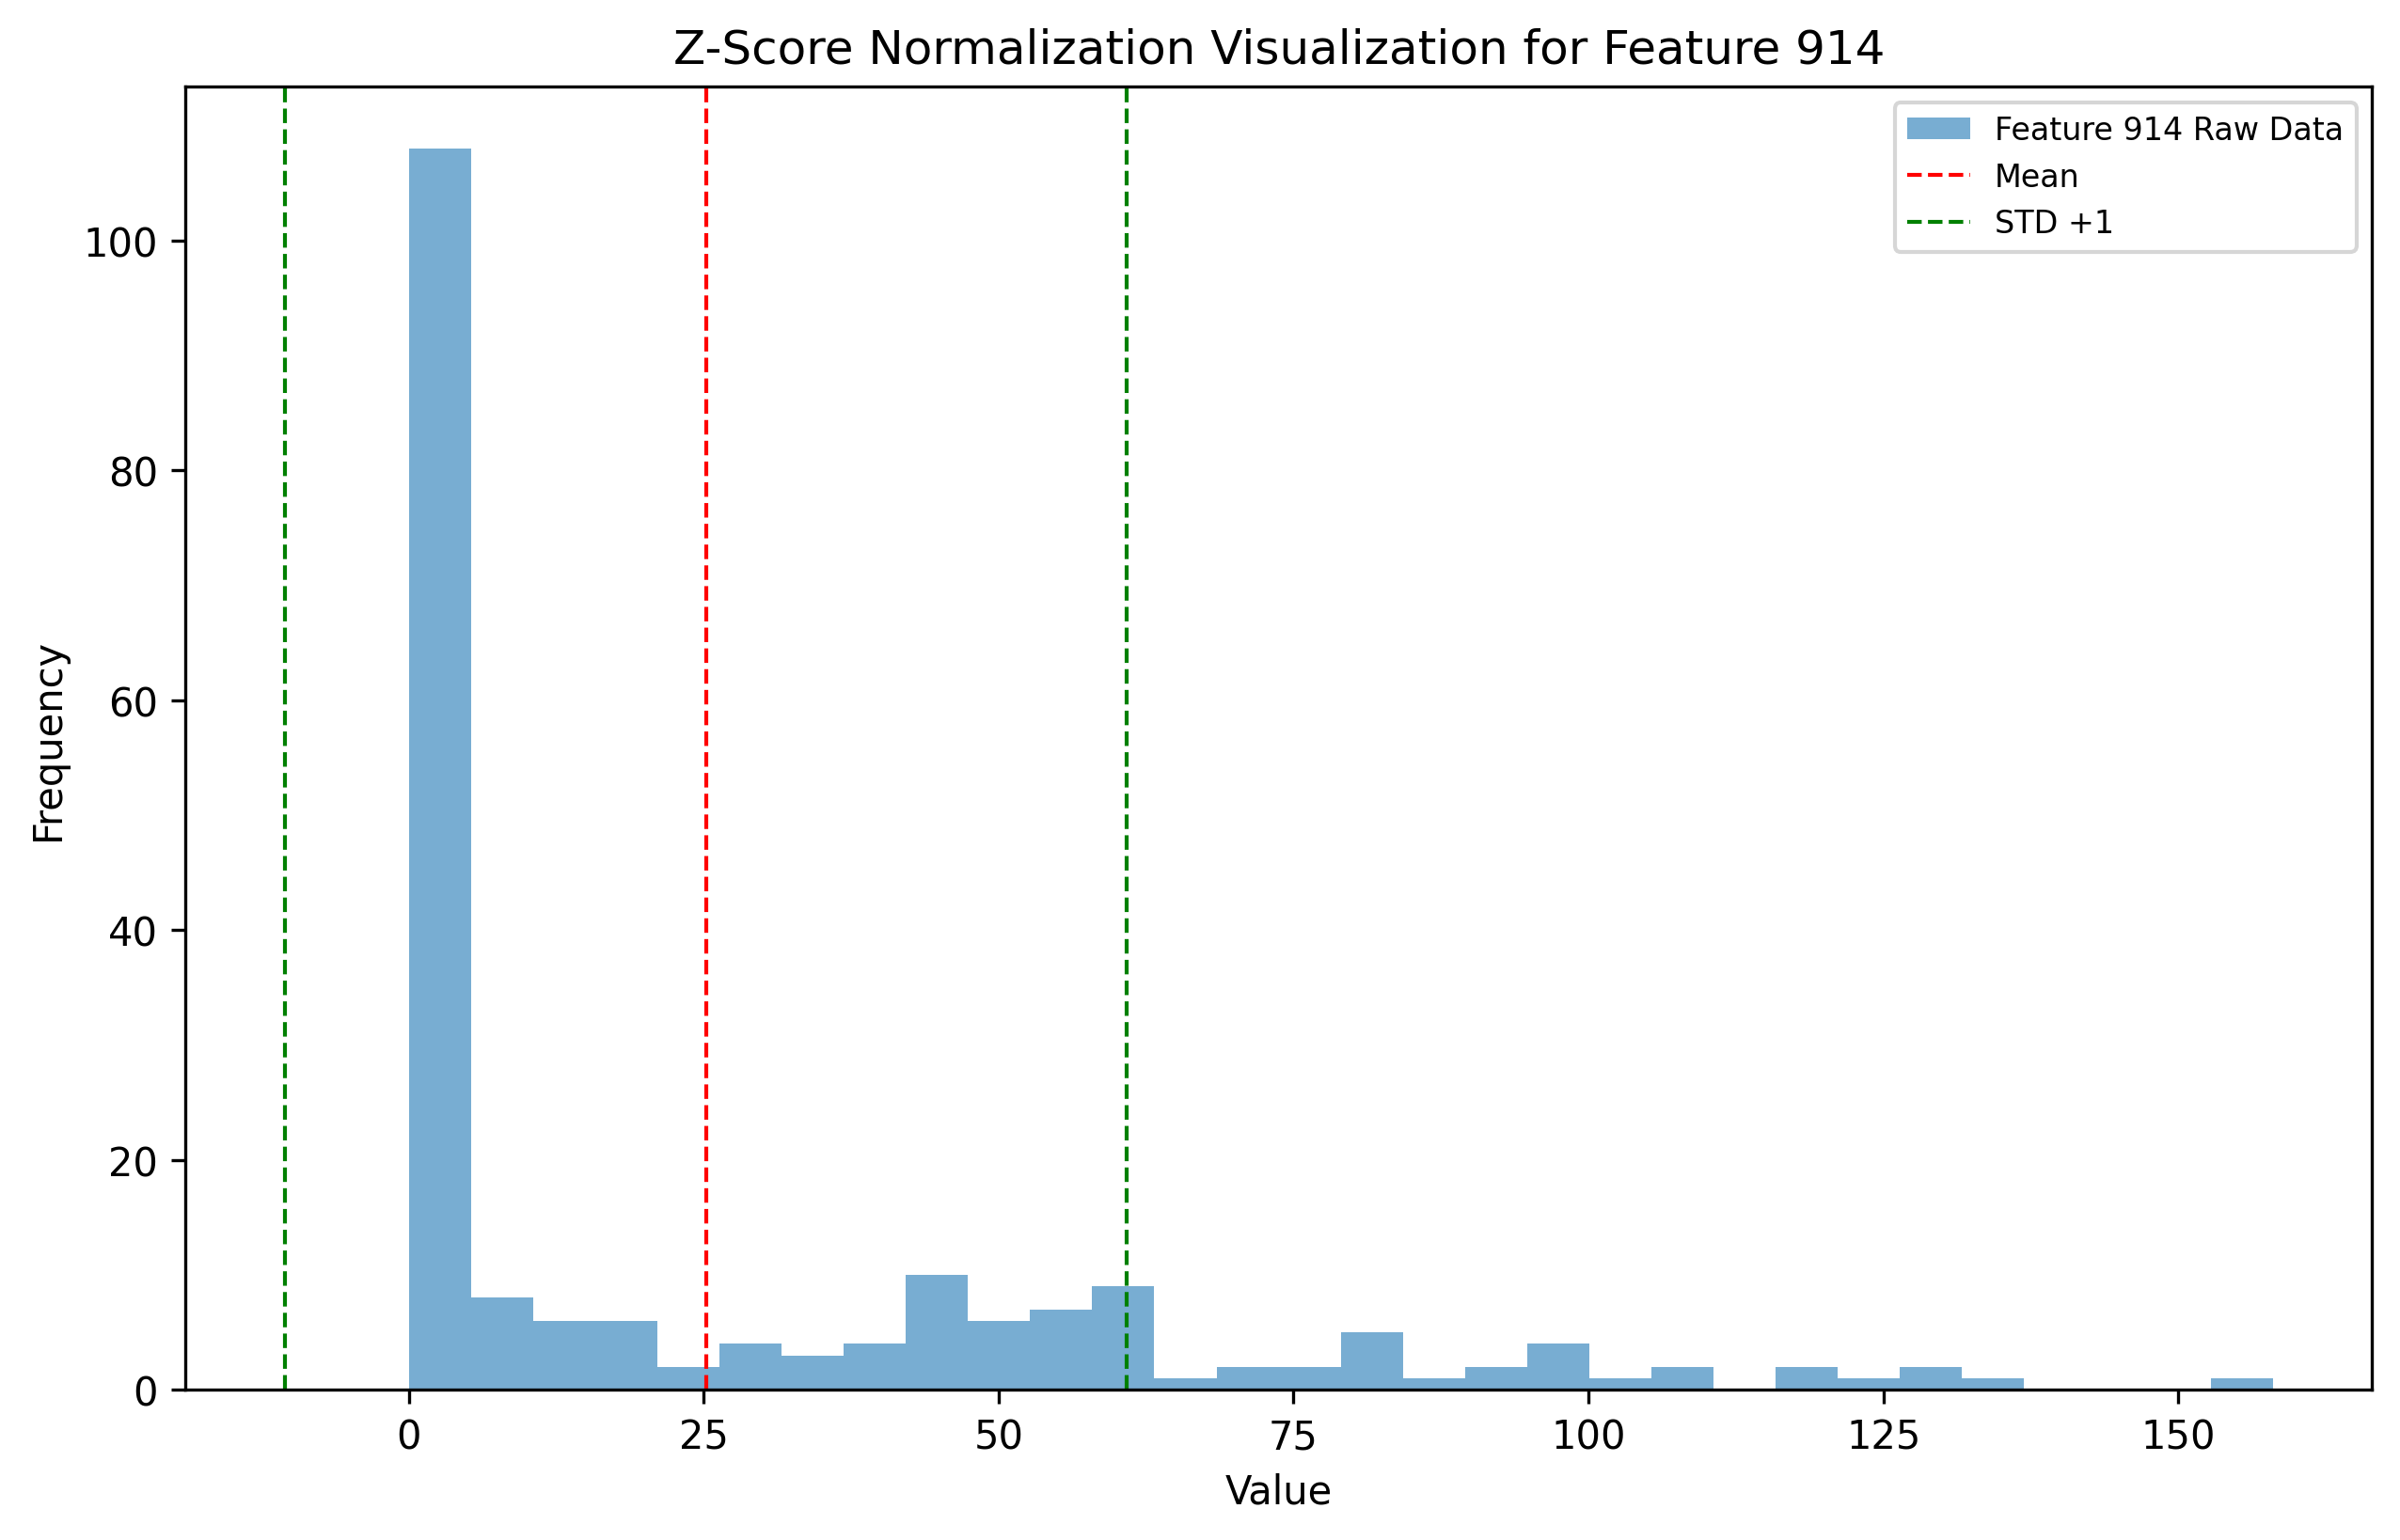 Z-Score Normalization Visualization for Feature 914
Feature 914 Raw Data
Mean
STD +1
100
80
60
40
20
0
Frequency
0 25 50 75 100 125 150
Value